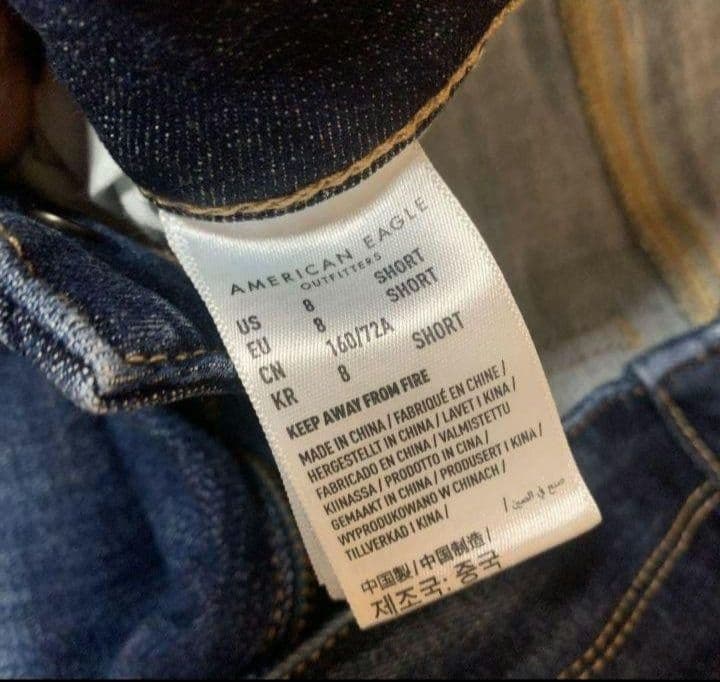 AMERICAN EAGLE
OUTFITTERS
US 8 SHORT
EU 8 SHORT
CN 160/72A
KR 8 SHORT
KEEP AWAY FROM FIRE
MADE IN CHINA / FABRIQUÉ EN CHINE /
HERGESTELLT IN CHINA / LAVET I KINA /
FABRICADO EN CHINA / VALMISTETTU
KIINASSA / PRODOTTO IN CINA /
GEMAAKT IN CHINA / PRODUSERT I KINA /
WYPRODUKOWANO W CHINACH /
TILLVERKAD I KINA / / صنع في الصين
中国製 / 中国制造 /
제조국: 중국